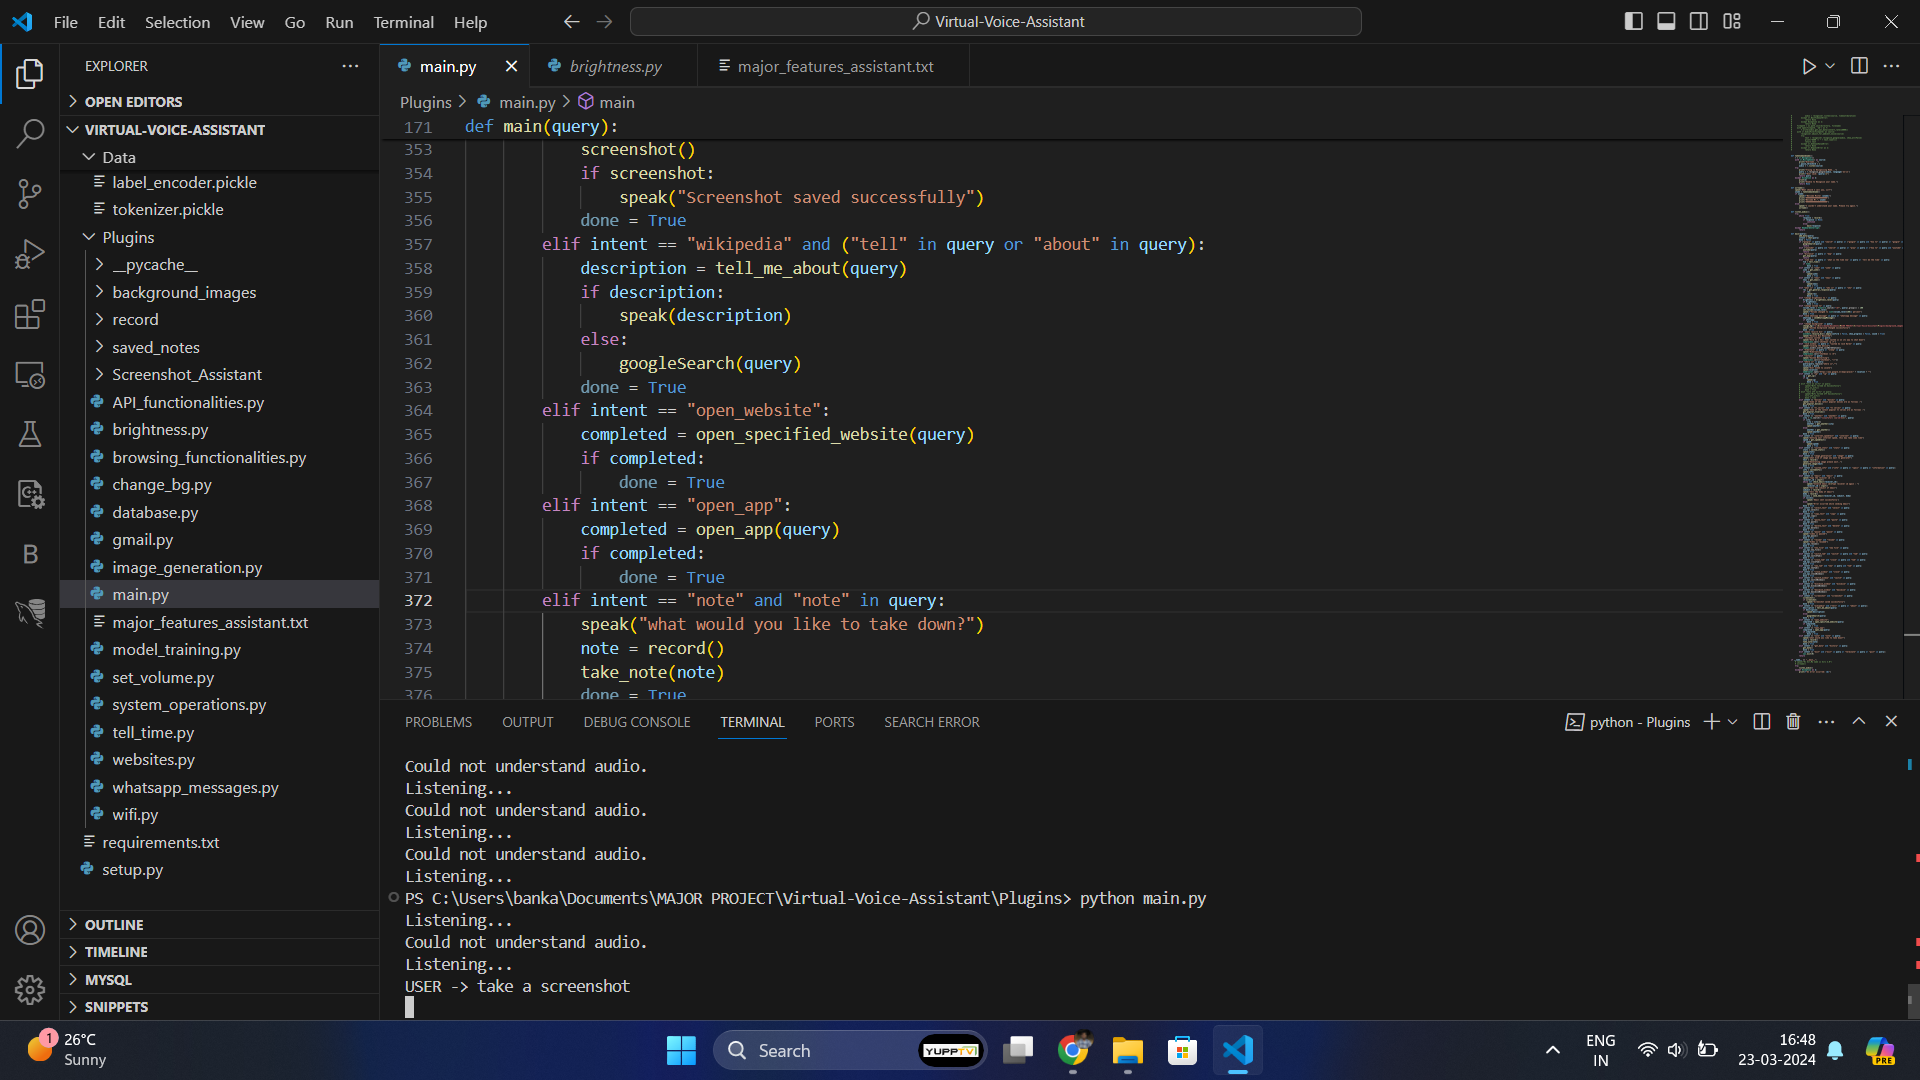 File Edit Selection View Go Run Terminal Help
Virtual-Voice-Assistant
EXPLORER
OPEN EDITORS
VIRTUAL-VOICE-ASSISTANT
Data
label_encoder.pickle
tokenizer.pickle
Plugins
__pycache__
background_images
record
saved_notes
Screenshot_Assistant
API_functionalities.py
brightness.py
browsing_functionalities.py
change_bg.py
database.py
gmail.py
image_generation.py
main.py
major_features_assistant.txt
model_training.py
set_volume.py
system_operations.py
tell_time.py
websites.py
whatsapp_messages.py
wifi.py
requirements.txt
setup.py
OUTLINE
TIMELINE
MYSQL
SNIPPETS
main.py brightness.py major_features_assistant.txt
Plugins > main.py > main
171 def main(query):
353 screenshot()
354 if screenshot:
355 speak("Screenshot saved successfully")
356 done = True
357 elif intent == "wikipedia" and ("tell" in query or "about" in query):
358 description = tell_me_about(query)
359 if description:
360 speak(description)
361 else:
362 googleSearch(query)
363 done = True
364 elif intent == "open_website":
365 completed = open_specified_website(query)
366 if completed:
367 done = True
368 elif intent == "open_app":
369 completed = open_app(query)
370 if completed:
371 done = True
372 elif intent == "note" and "note" in query:
373 speak("what would you like to take down?")
374 note = record()
375 take_note(note)
376 done = True
PROBLEMS OUTPUT DEBUG CONSOLE TERMINAL PORTS SEARCH ERROR
python - Plugins
Could not understand audio.
Listening...
Could not understand audio.
Listening...
Could not understand audio.
Listening...
PS C:\Users\banka\Documents\MAJOR PROJECT\Virtual-Voice-Assistant\Plugins> python main.py
Listening...
Could not understand audio.
Listening...
USER -> take a screenshot
1
26°C
Sunny
Search
YUPPTV
ENG
IN
16:48
23-03-2024
PRE